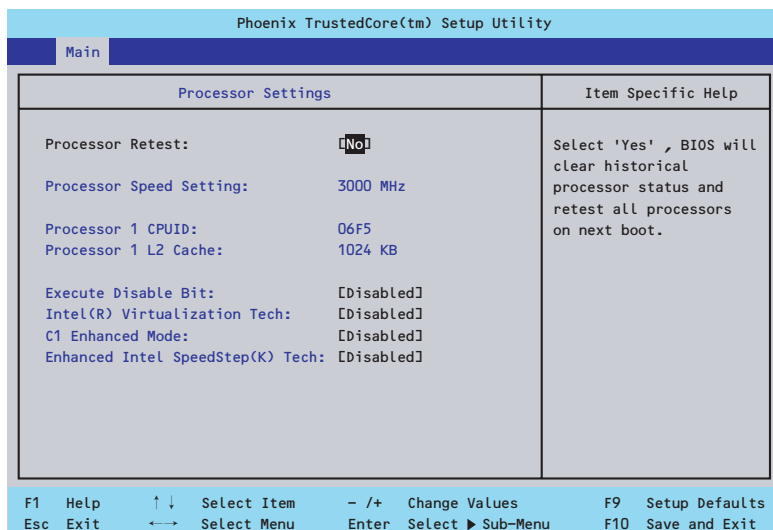 Phoenix TrustedCore(tm) Setup Utility
Main
Processor Settings
Item Specific Help
Processor Retest: [No]
Processor Speed Setting: 3000 MHz
Processor 1 CPUID: 06F5
Processor 1 L2 Cache: 1024 KB
Execute Disable Bit: [Disabled]
Intel(R) Virtualization Tech: [Disabled]
C1 Enhanced Mode: [Disabled]
Enhanced Intel SpeedStep(K) Tech: [Disabled]
Select 'Yes' , BIOS will
clear historical
processor status and
retest all processors
on next boot.
F1 Help ↑↓ Select Item - /+ Change Values F9 Setup Defaults
Esc Exit ←→ Select Menu Enter Select ▶ Sub-Menu F10 Save and Exit